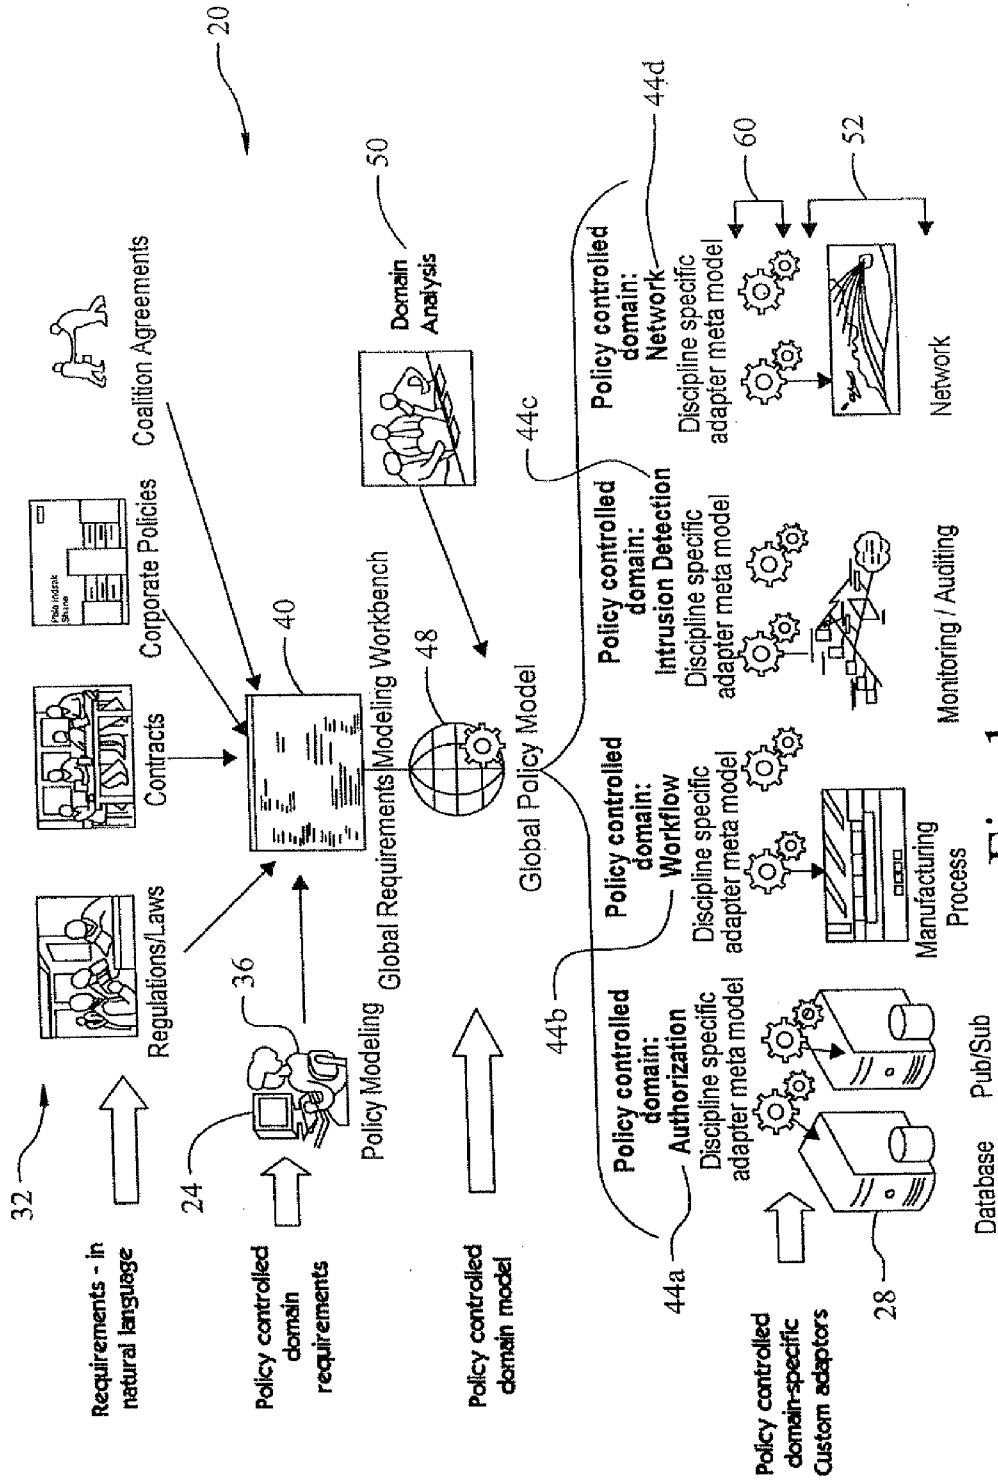 20
32
Requirements - in
natural language
Regulations/Laws
Contracts
Corporate Policies
Coalition Agreements
Policy controlled
domain
requirements
24
36
Policy Modeling
40
Global Requirements Modeling Workbench
50
Domain
Analysis
Policy controlled
domain model
48
Global Policy Model
44a
Policy controlled
domain:
Authorization
Discipline specific
adapter meta model
44b
Policy controlled
domain:
Workflow
Discipline specific
adapter meta model
44c
Policy controlled
domain:
Intrusion Detection
Discipline specific
adapter meta model
44d
Policy controlled
domain:
Network
Discipline specific
adapter meta model
60
52
Policy controlled
domain-specific
Custom adaptors
28
Database
Pub/Sub
Manufacturing
Process
Monitoring / Auditing
Network